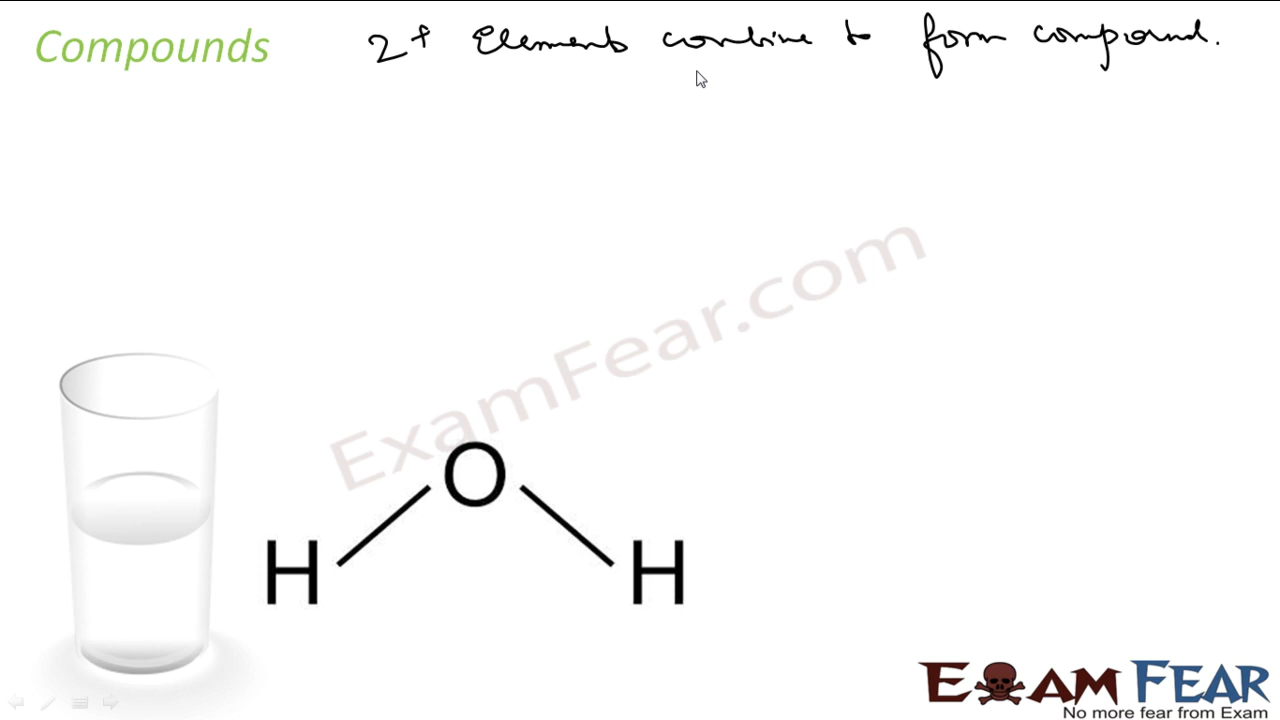 Compounds 2+ Elements combine to form compound.
ExamFear.com
O
H H
EXAM FEAR
No more fear from Exam